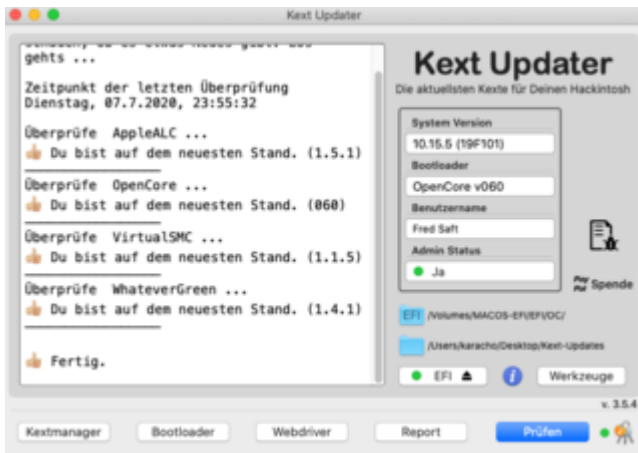 Kext Updater
gehts ...
Zeitpunkt der letzten Überprüfung
Dienstag, 07.7.2020, 23:55:32
Überprüfe AppleALC ...
Du bist auf dem neuesten Stand. (1.5.1)
Überprüfe OpenCore ...
Du bist auf dem neuesten Stand. (060)
Überprüfe VirtualSMC ...
Du bist auf dem neuesten Stand. (1.1.5)
Überprüfe WhateverGreen ...
Du bist auf dem neuesten Stand. (1.4.1)
Fertig.
Kext Updater
Die aktuellsten Kexte für Deinen Hackintosh
System Version
10.15.5 (19F101)
Bootloader
OpenCore v060
Benutzername
Fred Saft
Admin Status
Ja
PayPal Spende
EFI /Volumes/MACOS-EFI/EFI/OC/
/Users/karacho/Desktop/Kext-Updates
EFI
Werkzeuge
v. 3.5.4
Kextmanager
Bootloader
Webdriver
Report
Prüfen